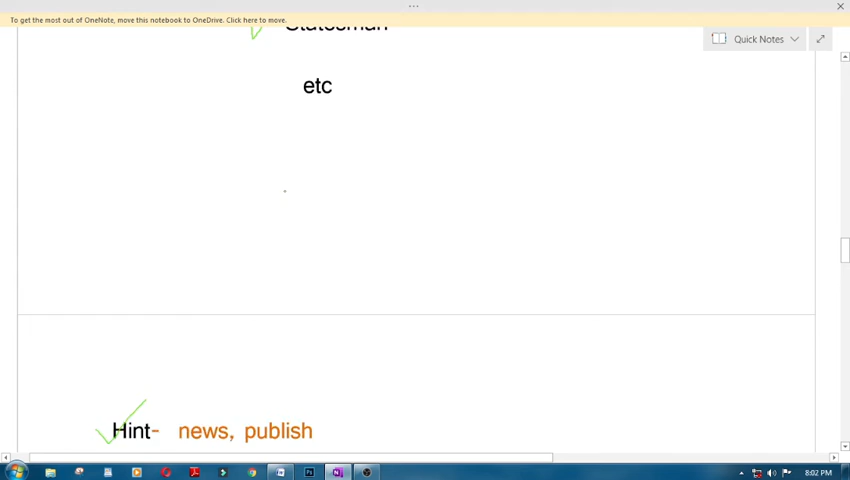 To get the most out of OneNote, move this notebook to OneDrive. Click here to move.
Statesman
Quick Notes
etc
Hint- news, publish
8:02 PM